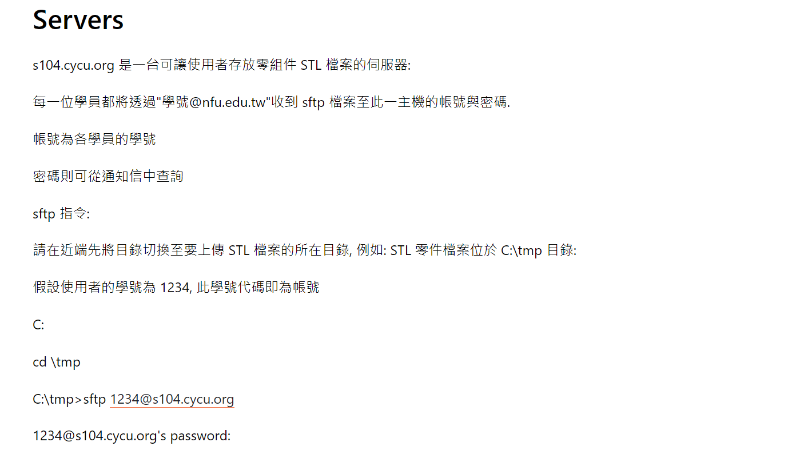 Servers
s104.cycu.org 是一台可讓使用者存放零組件 STL 檔案的伺服器:
每一位學員都將透過"學號@nfu.edu.tw"收到 sftp 檔案至此一主機的帳號與密碼.
帳號為各學員的學號
密碼則可從通知信中查詢
sftp 指令:
請在近端先將目錄切換至要上傳 STL 檔案的所在目錄, 例如: STL 零件檔案位於 C:\tmp 目錄:
假設使用者的學號為 1234, 此學號代碼即為帳號
C:
cd \tmp
C:\tmp>sftp 1234@s104.cycu.org
1234@s104.cycu.org's password: